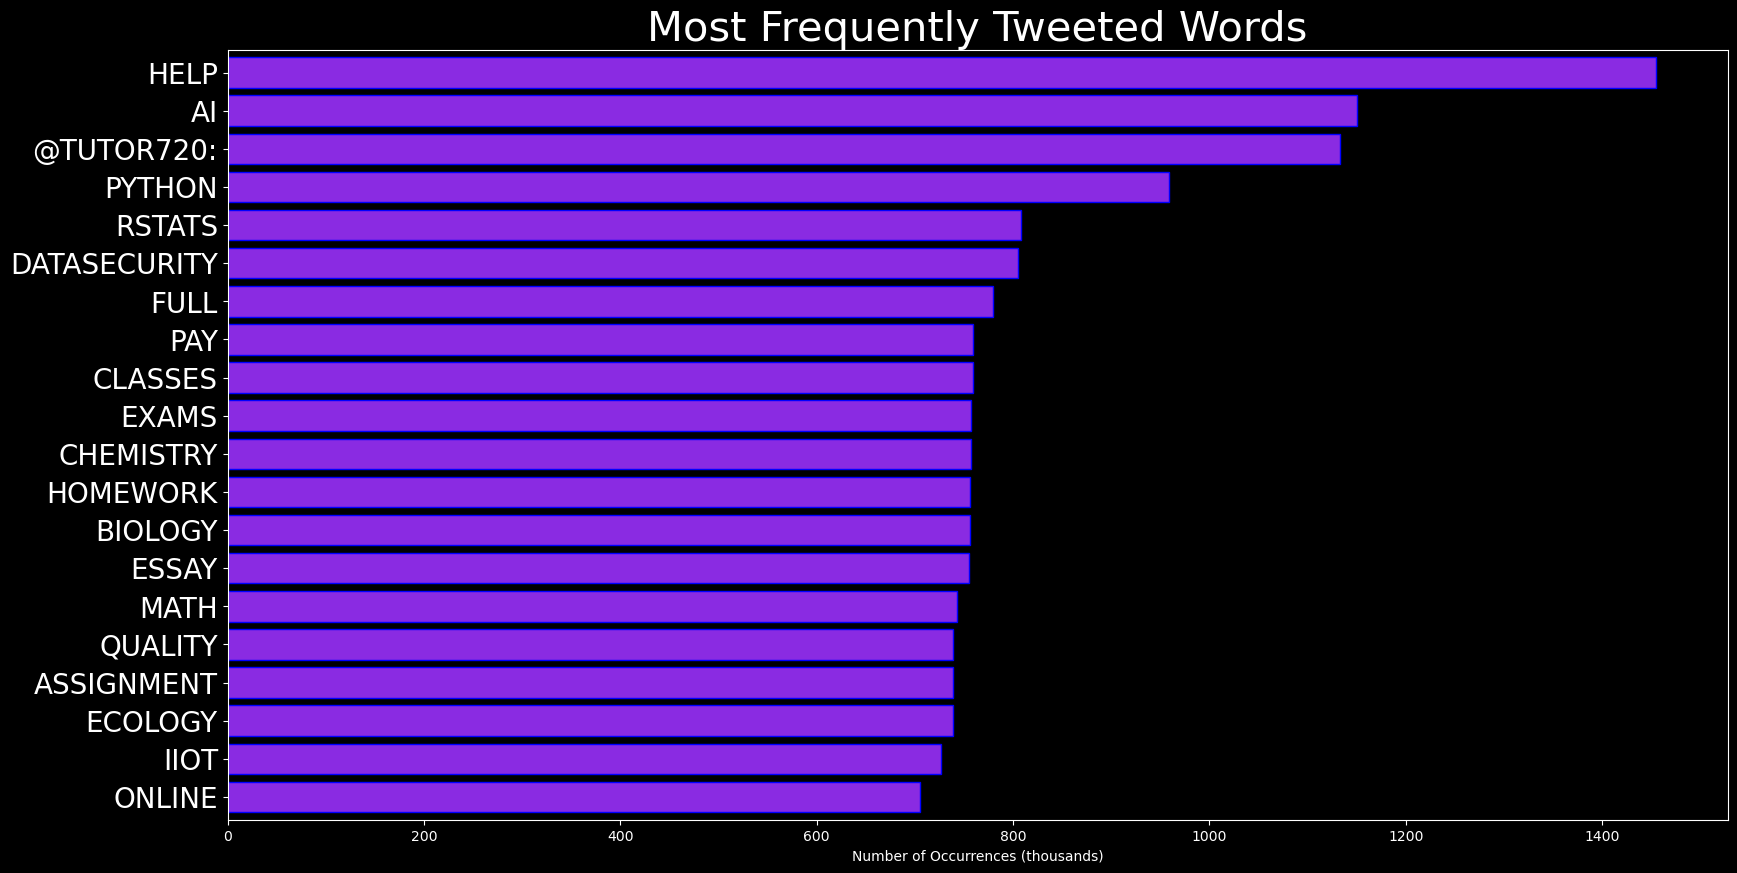 Most Frequently Tweeted Words
HELP
AI
@TUTOR720:
PYTHON
RSTATS
DATASECURITY
FULL
PAY
CLASSES
EXAMS
CHEMISTRY
HOMEWORK
BIOLOGY
ESSAY
MATH
QUALITY
ASSIGNMENT
ECOLOGY
IIOT
ONLINE
0 200 400 600 800 1000 1200 1400
Number of Occurrences (thousands)